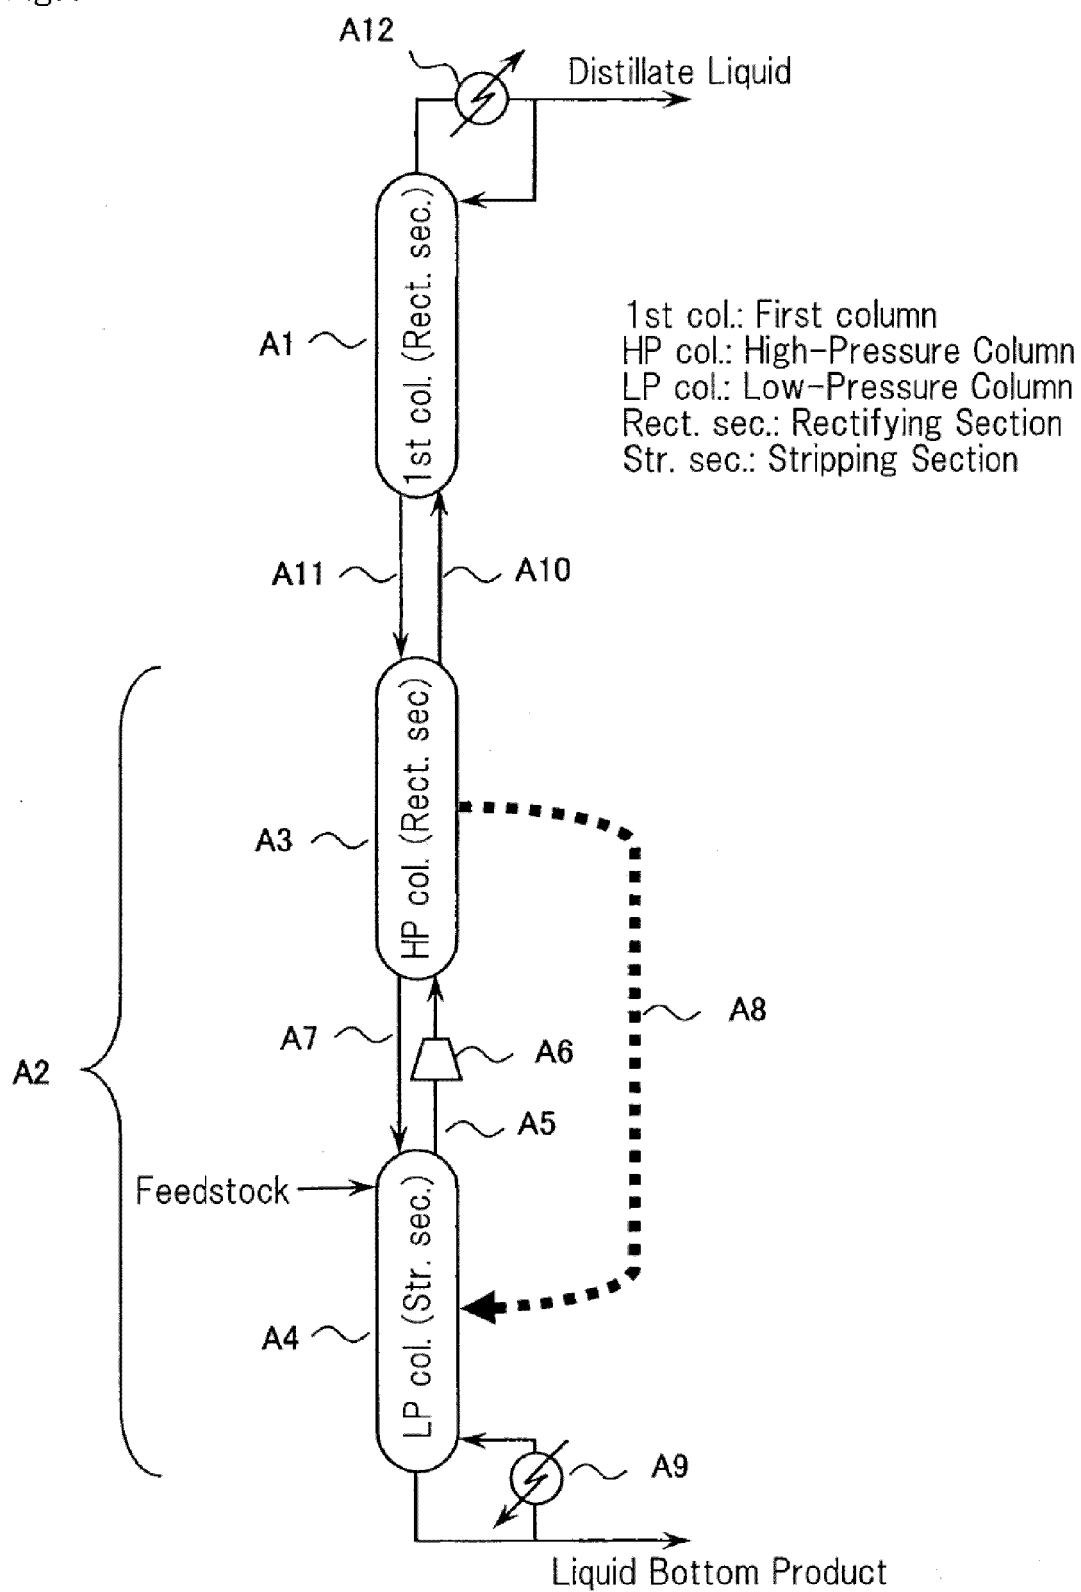 A12
Distillate Liquid
1st col. (Rect. sec.)
A1
1st col.: First column
HP col.: High-Pressure Column
LP col.: Low-Pressure Column
Rect. sec.: Rectifying Section
Str. sec.: Stripping Section
A11
A10
HP col. (Rect. sec)
A3
A8
A7
A6
A2
A5
Feedstock
LP col. (Str. sec.)
A4
A9
Liquid Bottom Product